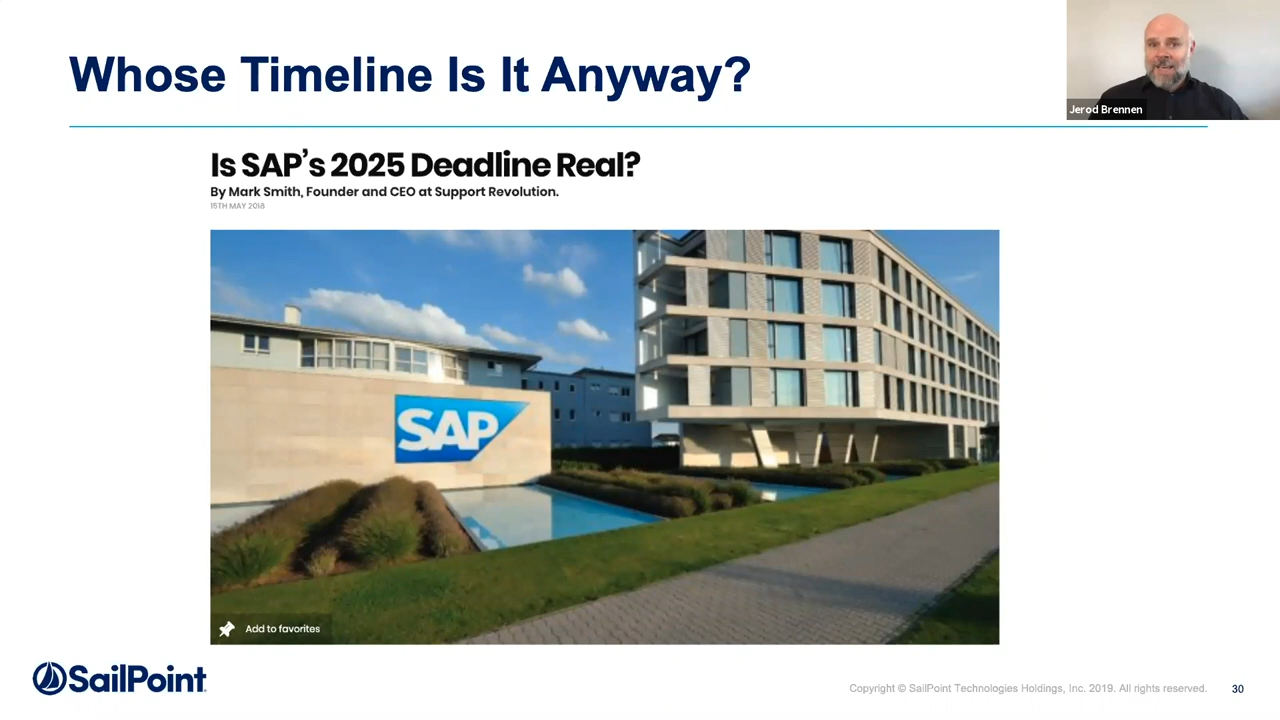 Whose Timeline Is It Anyway?
Jerod Brennen
Is SAP's 2025 Deadline Real?
By Mark Smith, Founder and CEO at Support Revolution.
15TH MAY 2018
SAP
Add to favorites
SailPoint
Copyright © SailPoint Technologies Holdings, Inc. 2019. All rights reserved.
30